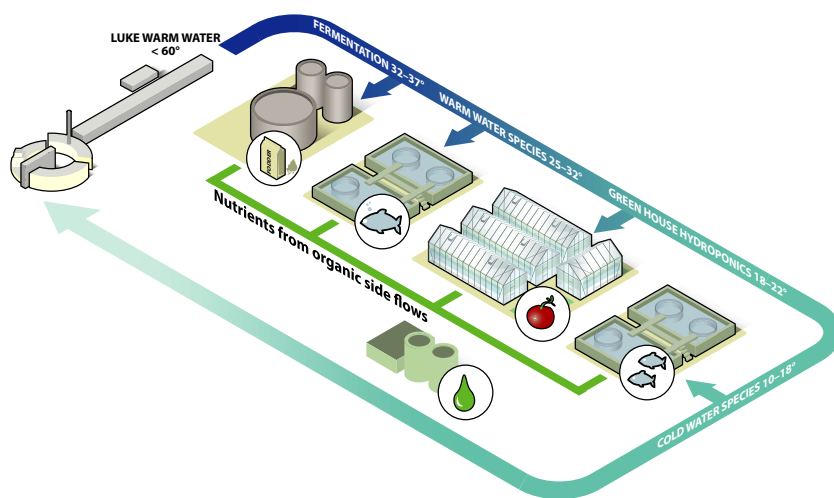 LUKE WARM WATER
< 60°
FERMENTATION 32–37°
WARM WATER SPECIES 25–32°
GREEN HOUSE HYDROPONICS 18–22°
COLD WATER SPECIES 10–18°
Nutrients from organic side flows